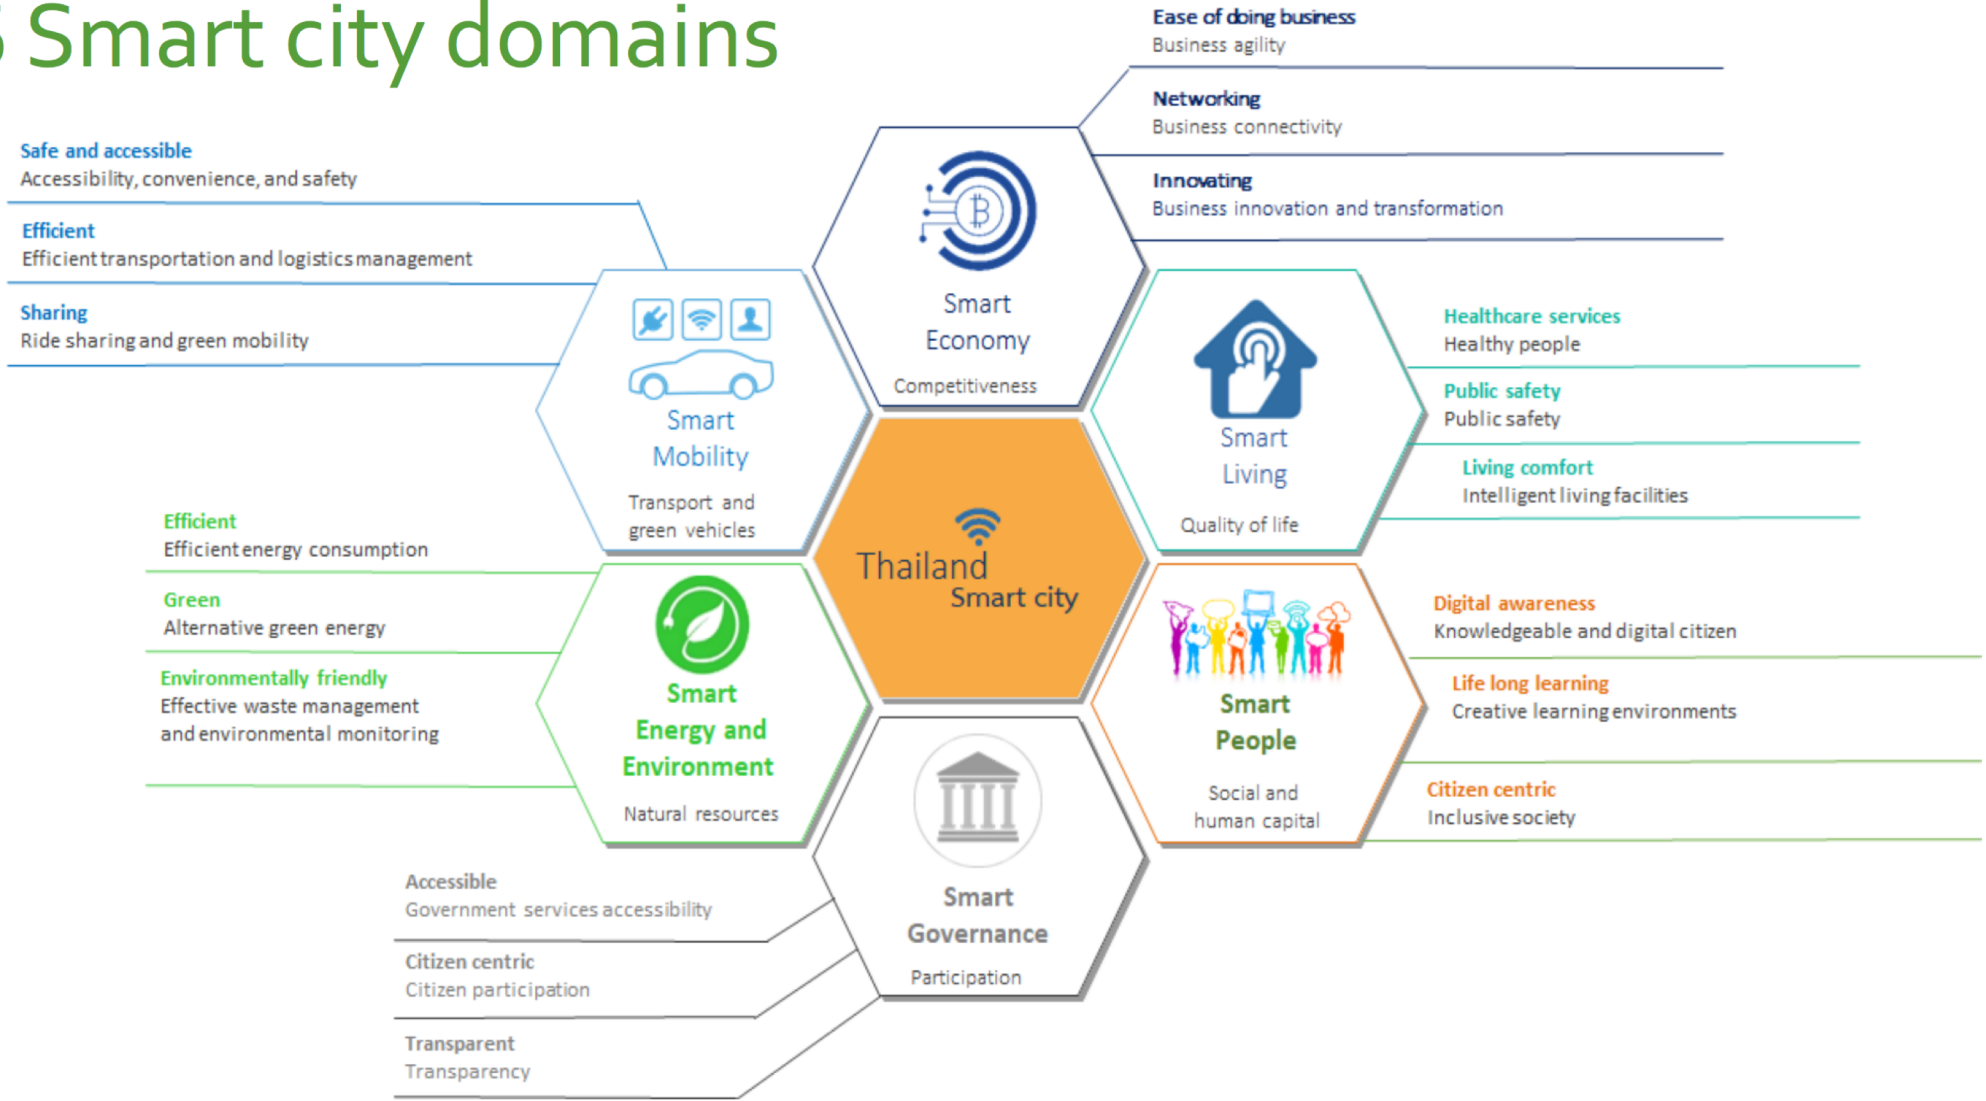 Smart city domains
Ease of doing business
Business agility
Networking
Business connectivity
Innovating
Business innovation and transformation
Safe and accessible
Accessibility, convenience, and safety
Efficient
Efficient transportation and logistics management
Sharing
Ride sharing and green mobility
Smart
Economy
Competitiveness
Smart
Mobility
Transport and
green vehicles
Smart
Living
Quality of life
Healthcare services
Healthy people
Public safety
Public safety
Living comfort
Intelligent living facilities
Thailand
Smart city
Efficient
Efficient energy consumption
Green
Alternative green energy
Environmentally friendly
Effective waste management
and environmental monitoring
Smart
Energy and
Environment
Natural resources
Smart
People
Social and
human capital
Digital awareness
Knowledgeable and digital citizen
Life long learning
Creative learning environments
Citizen centric
Inclusive society
Smart
Governance
Participation
Accessible
Government services accessibility
Citizen centric
Citizen participation
Transparent
Transparency